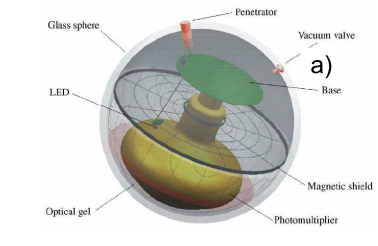 Penetrator
Glass sphere
Vacuum valve
a)
LED
Base
Magnetic shield
Optical gel
Photomultiplier